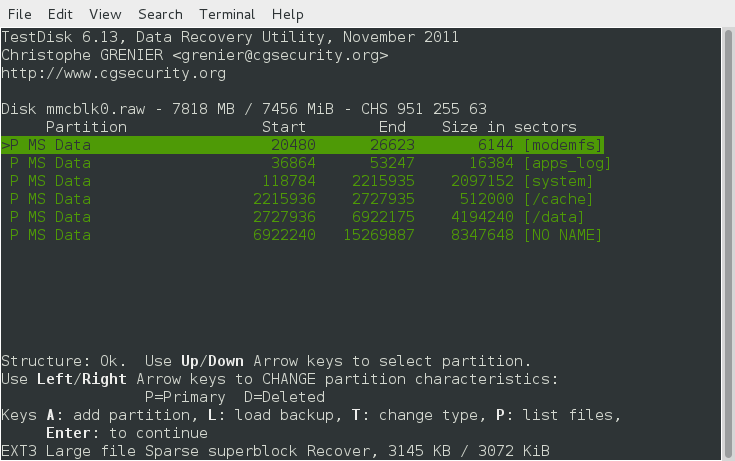 File Edit View Search Terminal Help
TestDisk 6.13, Data Recovery Utility, November 2011
Christophe GRENIER <grenier@cgsecurity.org>
http://www.cgsecurity.org
Disk mmcblk0.raw - 7818 MB / 7456 MiB - CHS 951 255 63
Partition Start End Size in sectors
>P MS Data 20480 26623 6144 [modemfs]
P MS Data 36864 53247 16384 [apps_log]
P MS Data 118784 2215935 2097152 [system]
P MS Data 2215936 2727935 512000 [/cache]
P MS Data 2727936 6922175 4194240 [/data]
P MS Data 6922240 15269887 8347648 [NO NAME]
Structure: Ok. Use Up/Down Arrow keys to select partition.
Use Left/Right Arrow keys to CHANGE partition characteristics:
P=Primary D=Deleted
Keys A: add partition, L: load backup, T: change type, P: list files,
Enter: to continue
EXT3 Large file Sparse superblock Recover, 3145 KB / 3072 KiB